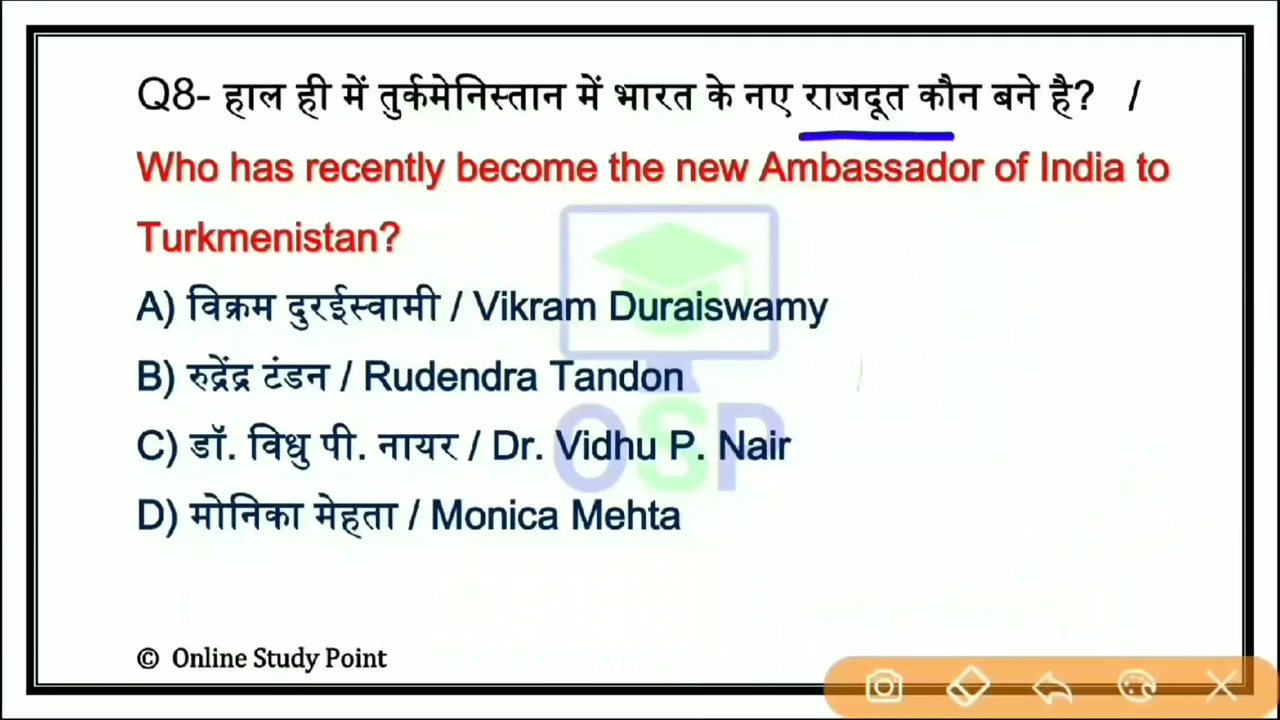 Q8- हाल ही में तुर्कमेनिस्तान में भारत के नए राजदूत कौन बने है? /
Who has recently become the new Ambassador of India to
Turkmenistan?
A) विक्रम दुरईस्वामी / Vikram Duraiswamy
B) रुद्रेंद्र टंडन / Rudendra Tandon
C) डॉ. विधु पी. नायर / Dr. Vidhu P. Nair
OSP
D) मोनिका मेहता / Monica Mehta
© Online Study Point